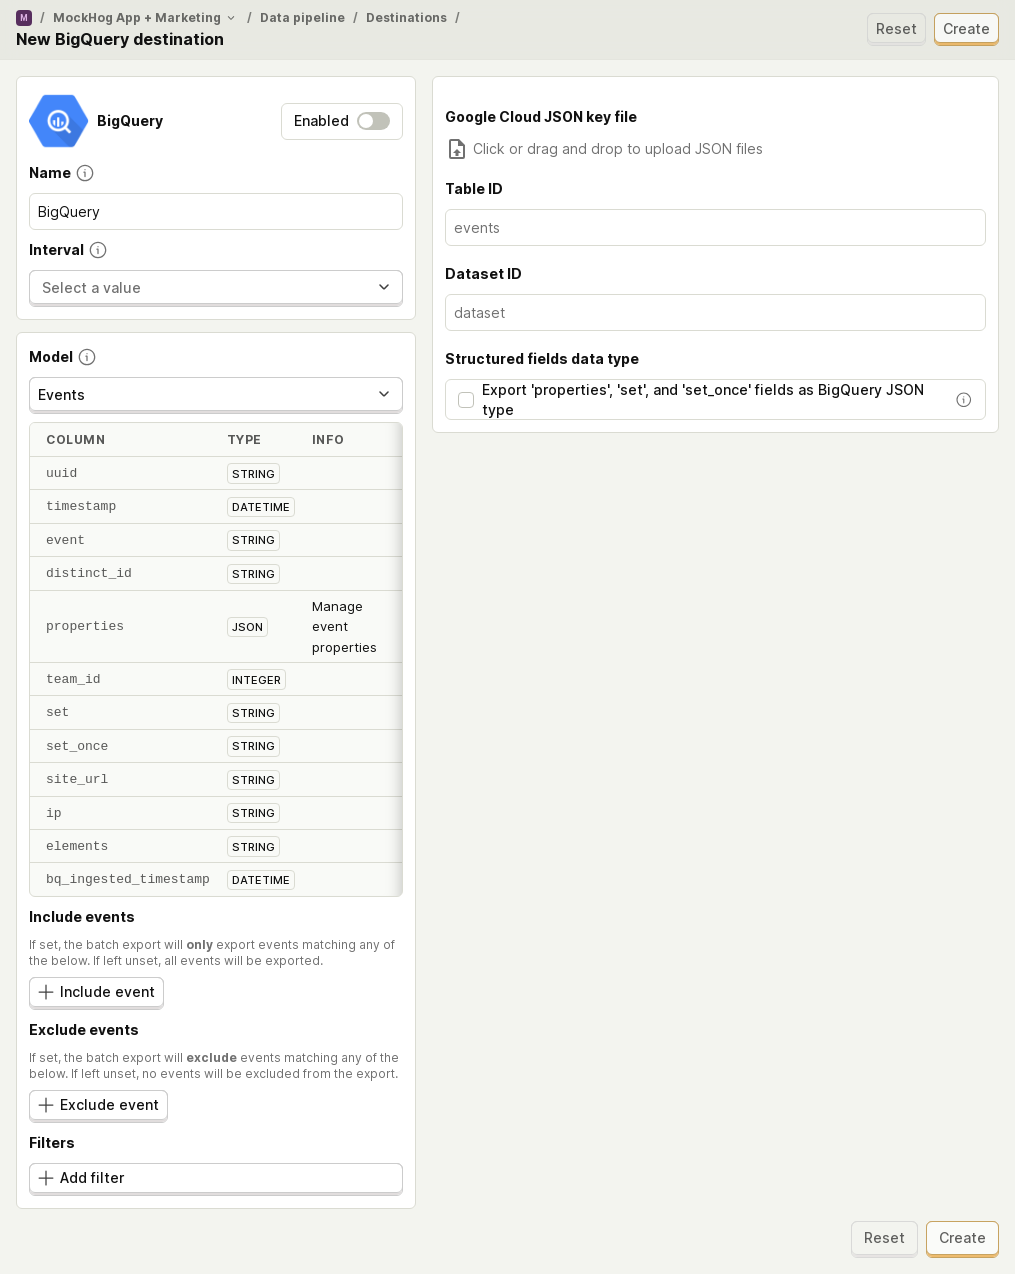 M / MockHog App + Marketing / Data pipeline / Destinations /
New BigQuery destination
Reset
Create
BigQuery
Enabled
Name
BigQuery
Interval
Select a value
Model
Events
COLUMN TYPE INFO
uuid STRING
timestamp DATETIME
event STRING
distinct_id STRING
properties JSON Manage
event
properties
team_id INTEGER
set STRING
set_once STRING
site_url STRING
ip STRING
elements STRING
bq_ingested_timestamp DATETIME
Include events
If set, the batch export will only export events matching any of
the below. If left unset, all events will be exported.
Include event
Exclude events
If set, the batch export will exclude events matching any of the
below. If left unset, no events will be excluded from the export.
Exclude event
Filters
Add filter
Google Cloud JSON key file
Click or drag and drop to upload JSON files
Table ID
events
Dataset ID
dataset
Structured fields data type
Export 'properties', 'set', and 'set_once' fields as BigQuery JSON
type
Reset
Create